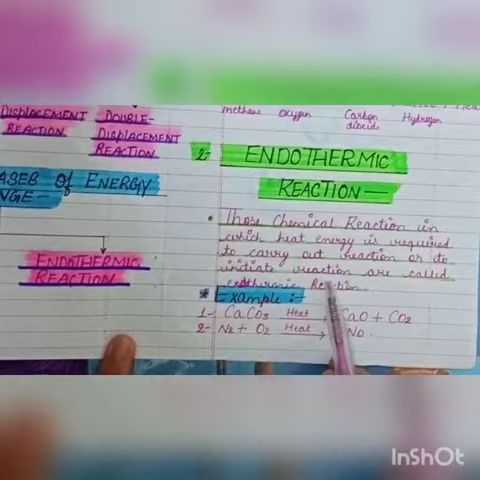 DISPLACEMENT DOUBLE-
REACTION DISPLACEMENT
REACTION
OF ENERGY
ENDOTHERMIC
REACTION
methane oxygen Carbon dioxide Hydrogen
2- ENDOTHERMIC
REACTION—
Those Chemical Reaction in
which heat energy is required
to carry out reaction or to
initiate reaction are called
Example :-
1- CaCO3 Heat → CaO + CO2
2- N2 + O2 Heat → NO.
InShOt